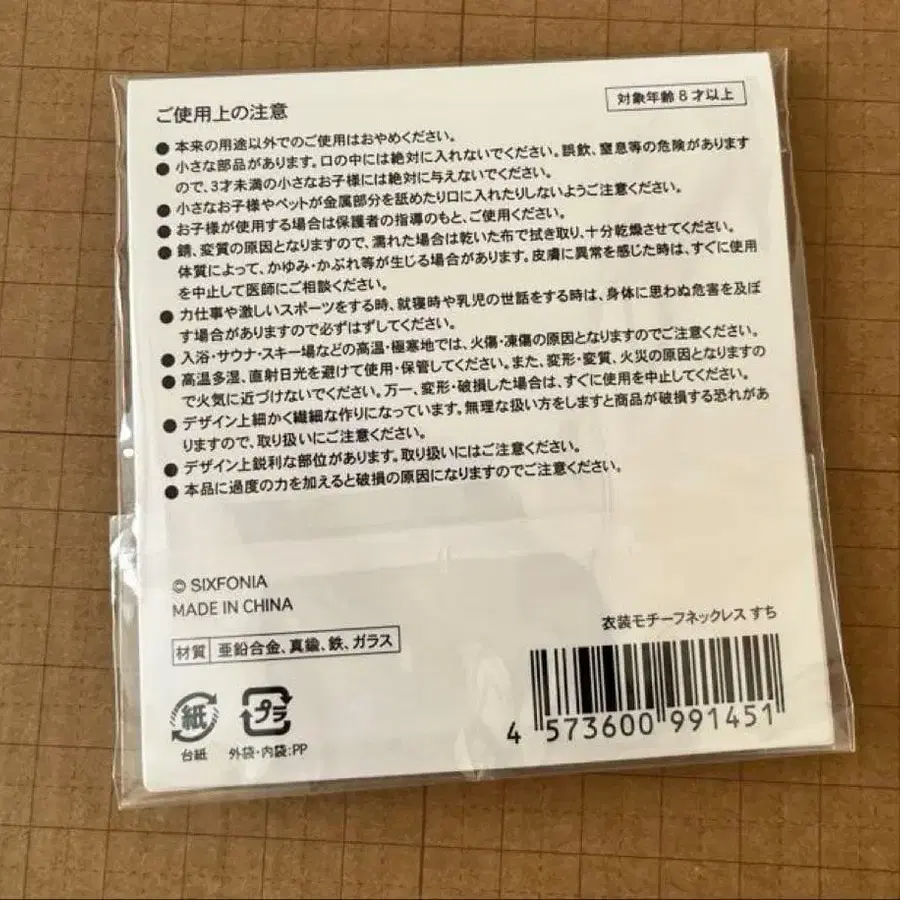 ご使用上の注意
対象年齢8才以上
●本来の用途以外でのご使用はおやめください。
●小さな部品があります。口の中には絶対に入れないでください。誤飲、窒息等の危険があります
ので、3才未満の小さなお子様には絶対に与えないでください。
●小さなお子様やペットが金属部分を舐めたり口に入れたりしないようご注意ください。
●お子様が使用する場合は保護者の指導のもと、ご使用ください。
●錆、変質の原因となりますので、濡れた場合は乾いた布で拭き取り、十分乾燥させてください。
体質によって、かゆみ・かぶれ等が生じる場合があります。皮膚に異常を感じた時は、すぐに使用
を中止して医師にご相談ください。
●力仕事や激しいスポーツをする時、就寝時や乳児の世話をする時は、身体に思わぬ危害を及ぼ
す場合がありますので必ずはずしてください。
●入浴・サウナ・スキー場などの高温・極寒地では、火傷・凍傷の原因となりますのでご注意ください。
●高温多湿、直射日光を避けて使用・保管してください。また、変形・変質、火災の原因となりますの
で火気に近づけないでください。万一、変形・破損した場合は、すぐに使用を中止してください。
●デザイン上細かく繊細な作りになっています。無理な扱い方をしますと商品が破損する恐れがあ
りますので、取り扱いにご注意ください。
●デザイン上鋭利な部位があります。取り扱いにはご注意ください。
●本品に過度の力を加えると破損の原因になりますのでご注意ください。
© SIXFONIA
MADE IN CHINA
材質 亜鉛合金、真鍮、鉄、ガラス
衣装モチーフネックレス すち
紙
台紙
プラ
外袋・内袋:PP
4 573600 991451